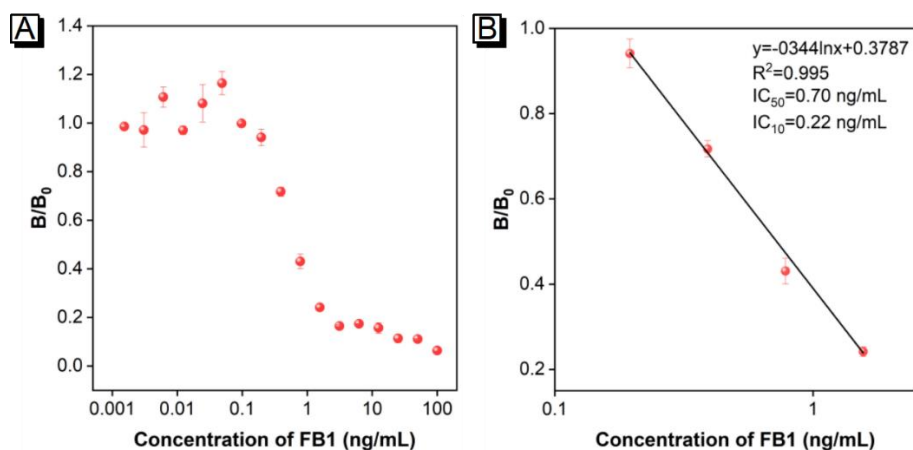 A
1.4
1.2
1.0
0.8
0.6
0.4
0.2
0.0
B/B₀
0.001 0.01 0.1 1 10 100
Concentration of FB1 (ng/mL)
B
y=-0344lnx+0.3787
R²=0.995
IC₅₀=0.70 ng/mL
IC₁₀=0.22 ng/mL
1.0
0.8
0.6
0.4
0.2
B/B₀
0.1 1
Concentration of FB1 (ng/mL)